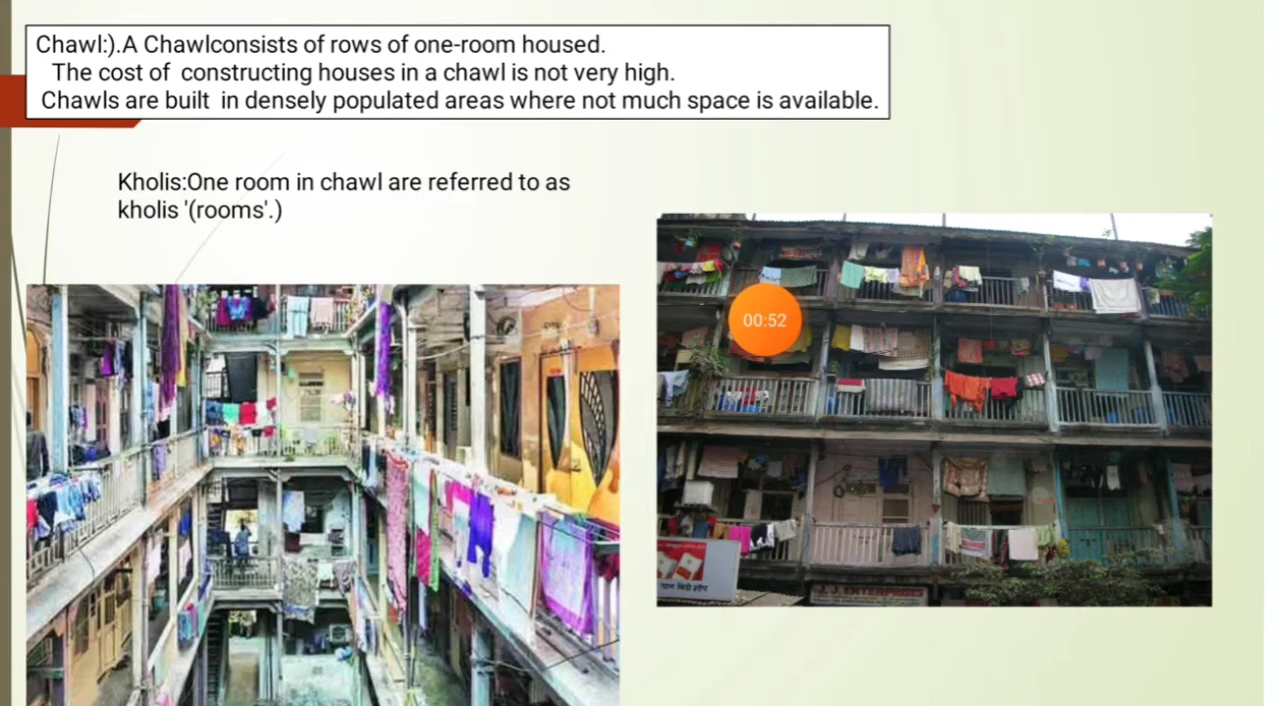 Chawl:).A Chawlconsists of rows of one-room housed.
The cost of constructing houses in a chawl is not very high.
Chawls are built in densely populated areas where not much space is available.
Kholis:One room in chawl are referred to as
kholis '(rooms'.)
00:52
J. J. ENTERPRISES